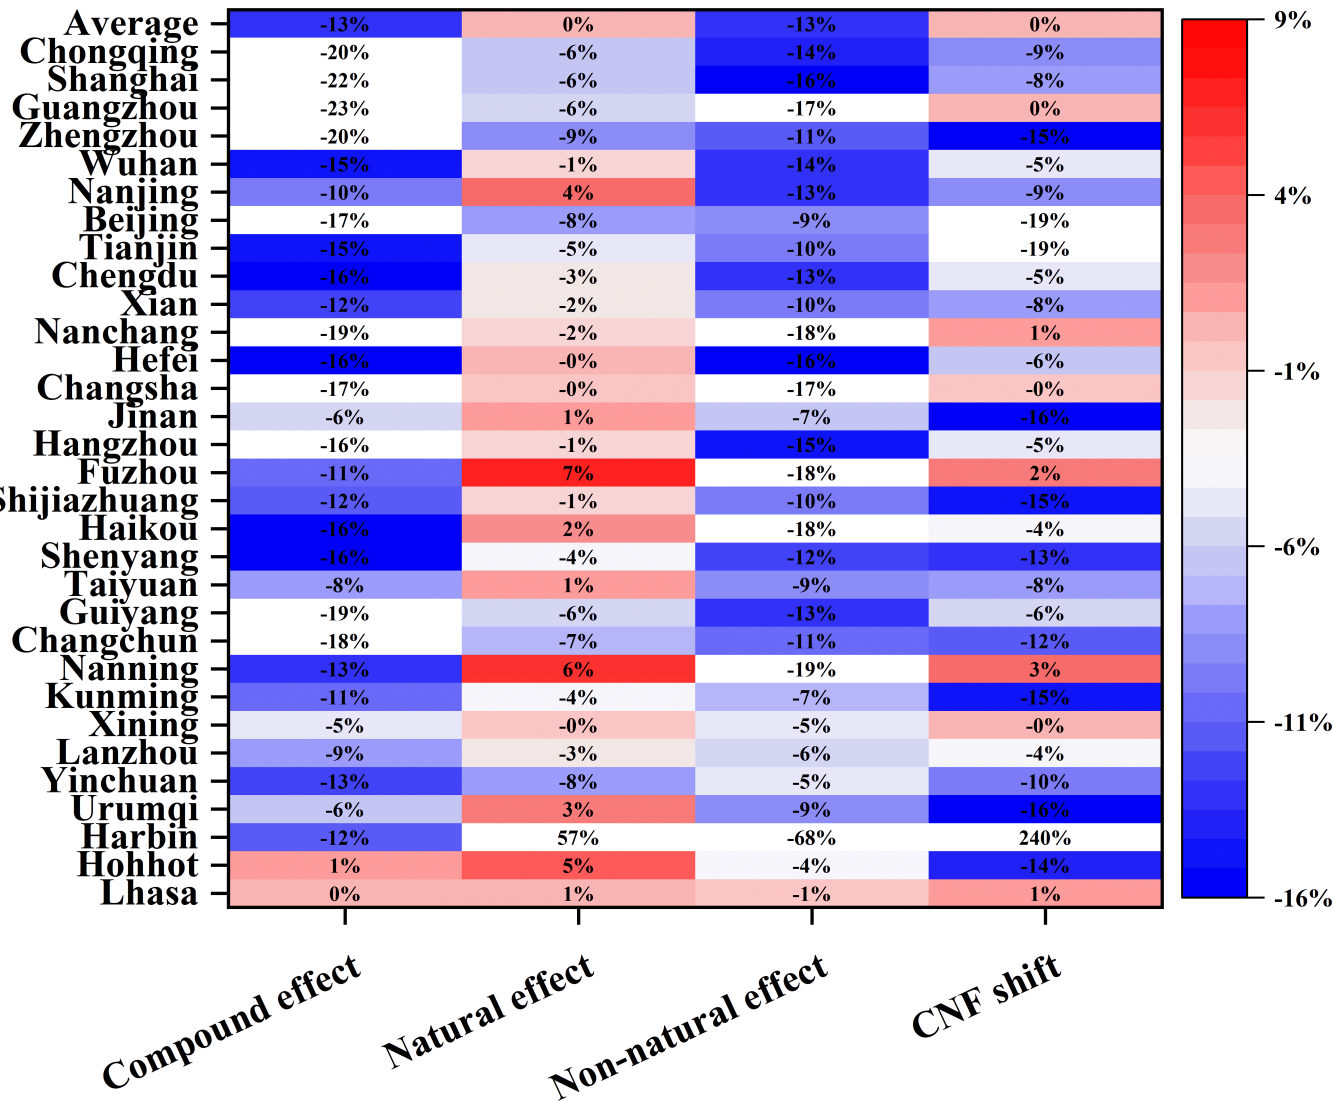 Average -13% 0% -13% 0%
Chongqing -20% -6% -14% -9%
Shanghai -22% -6% -16% -8%
Guangzhou -23% -6% -17% 0%
Zhengzhou -20% -9% -11% -15%
Wuhan -15% -1% -14% -5%
Nanjing -10% 4% -13% -9%
Beijing -17% -8% -9% -19%
Tianjin -15% -5% -10% -19%
Chengdu -16% -3% -13% -5%
Xian -12% -2% -10% -8%
Nanchang -19% -2% -18% 1%
Hefei -16% -0% -16% -6%
Changsha -17% -0% -17% -0%
Jinan -6% 1% -7% -16%
Hangzhou -16% -1% -15% -5%
Fuzhou -11% 7% -18% 2%
Shijiazhuang -12% -1% -10% -15%
Haikou -16% 2% -18% -4%
Shenyang -16% -4% -12% -13%
Taiyuan -8% 1% -9% -8%
Guiyang -19% -6% -13% -6%
Changchun -18% -7% -11% -12%
Nanning -13% 6% -19% 3%
Kunming -11% -4% -7% -15%
Xining -5% -0% -5% -0%
Lanzhou -9% -3% -6% -4%
Yinchuan -13% -8% -5% -10%
Urumqi -6% 3% -9% -16%
Harbin -12% 57% -68% 240%
Hohhot 1% 5% -4% -14%
Lhasa 0% 1% -1% 1%
Compound effect
Natural effect
Non-natural effect
CNF shift
9%
4%
-1%
-6%
-11%
-16%